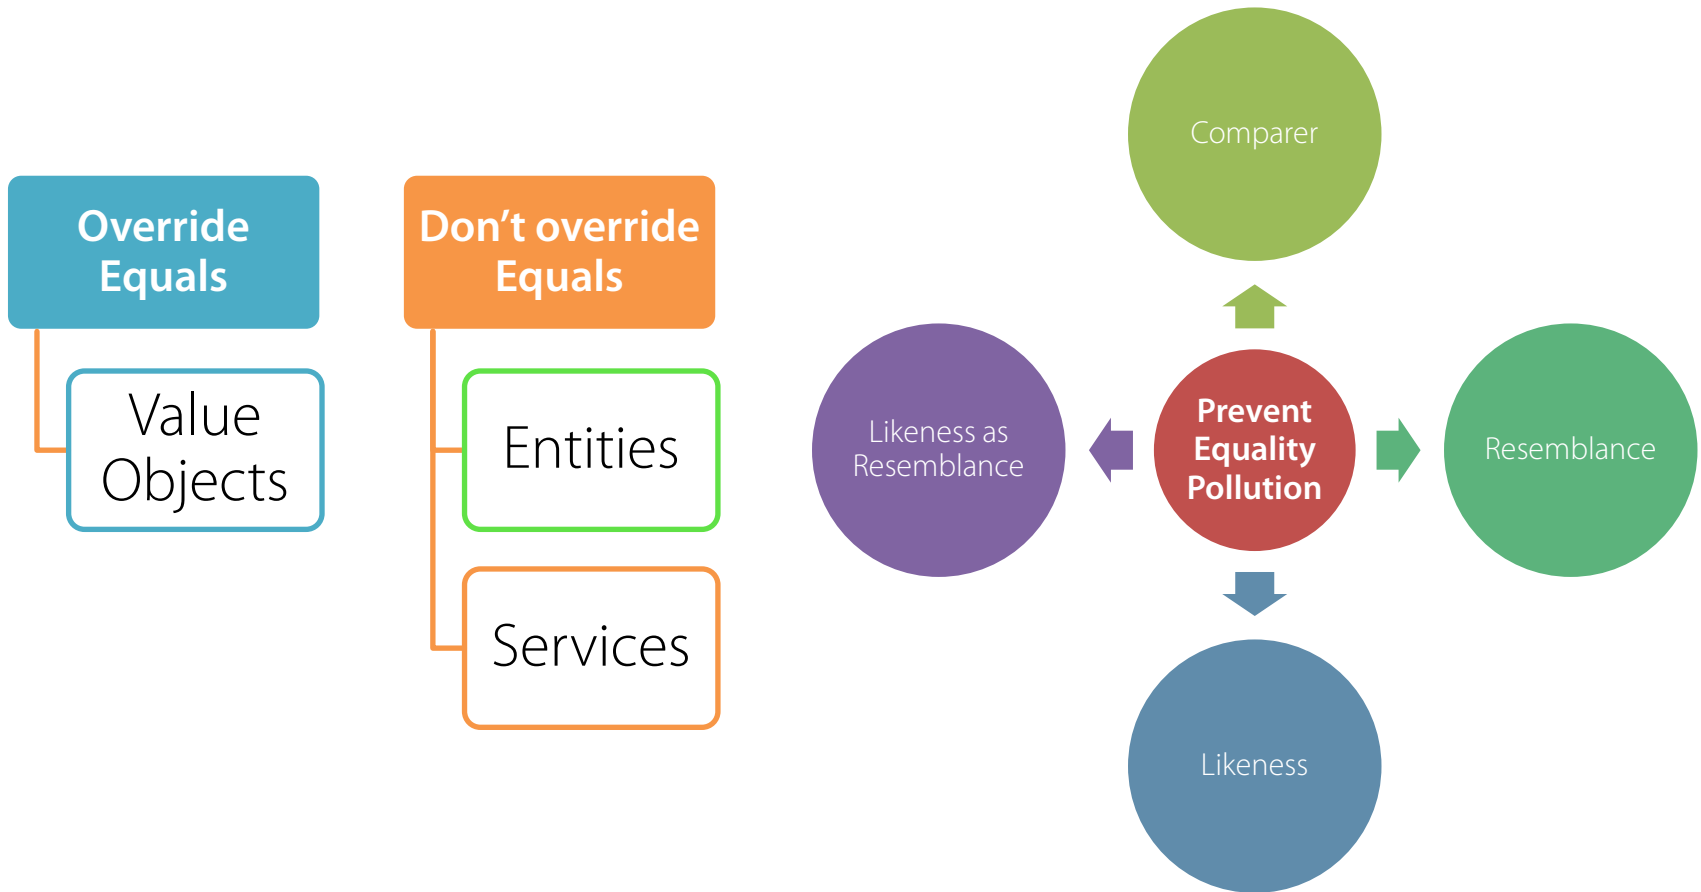 Override
Equals
Value
Objects
Don't override
Equals
Entities
Services
Comparer
Likeness as
Resemblance
Prevent
Equality
Pollution
Resemblance
Likeness